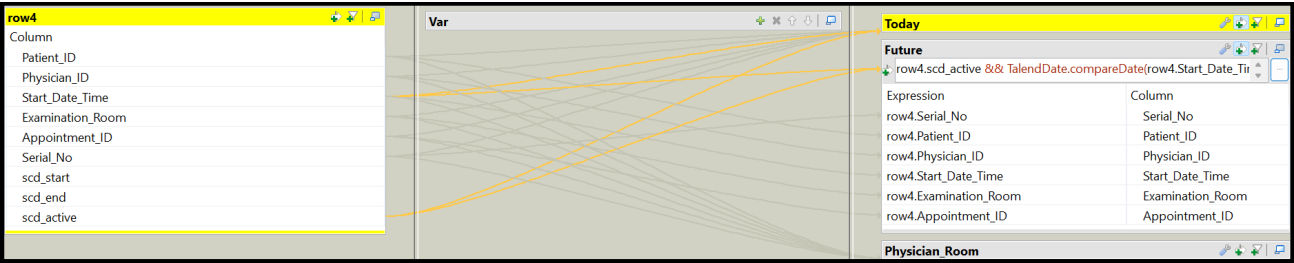 row4
Column
Patient_ID
Physician_ID
Start_Date_Time
Examination_Room
Appointment_ID
Serial_No
scd_start
scd_end
scd_active
Var
Today
Future
row4.scd_active && TalendDate.compareDate(row4.Start_Date_Tir
Expression Column
row4.Serial_No Serial_No
row4.Patient_ID Patient_ID
row4.Physician_ID Physician_ID
row4.Start_Date_Time Start_Date_Time
row4.Examination_Room Examination_Room
row4.Appointment_ID Appointment_ID
Physician_Room